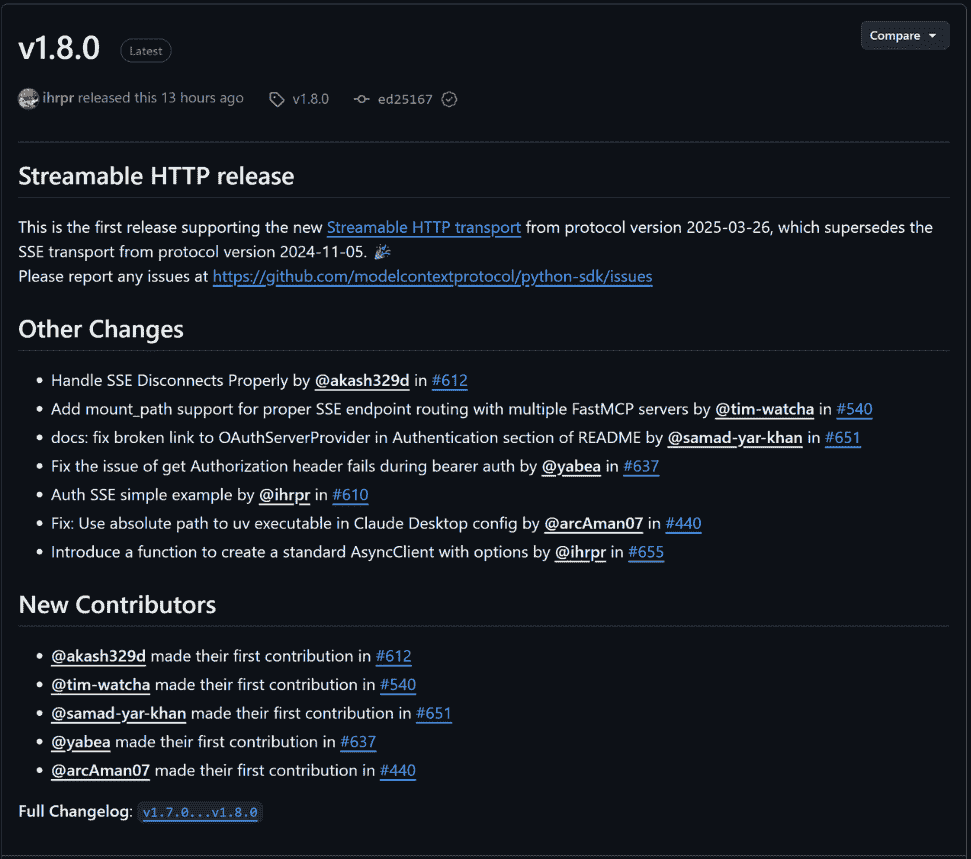 v1.8.0 Latest Compare
ihrpr released this 13 hours ago v1.8.0 ed25167
Streamable HTTP release
This is the first release supporting the new Streamable HTTP transport from protocol version 2025-03-26, which supersedes the
SSE transport from protocol version 2024-11-05. 🎉
Please report any issues at https://github.com/modelcontextprotocol/python-sdk/issues
Other Changes
• Handle SSE Disconnects Properly by @akash329d in #612
• Add mount_path support for proper SSE endpoint routing with multiple FastMCP servers by @tim-watcha in #540
• docs: fix broken link to OAuthServerProvider in Authentication section of README by @samad-yar-khan in #651
• Fix the issue of get Authorization header fails during bearer auth by @yabea in #637
• Auth SSE simple example by @ihrpr in #610
• Fix: Use absolute path to uv executable in Claude Desktop config by @arcAman07 in #440
• Introduce a function to create a standard AsyncClient with options by @ihrpr in #655
New Contributors
• @akash329d made their first contribution in #612
• @tim-watcha made their first contribution in #540
• @samad-yar-khan made their first contribution in #651
• @yabea made their first contribution in #637
• @arcAman07 made their first contribution in #440
Full Changelog: v1.7.0...v1.8.0